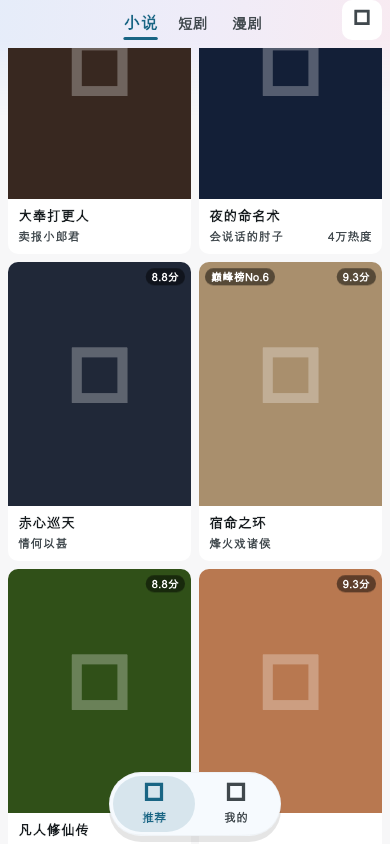 小说 短剧 漫剧
大奉打更人
卖报小郎君
夜的命名术
会说话的肘子 4万热度
8.8分
赤心巡天
情何以甚
巅峰榜No.6 9.3分
宿命之环
烽火戏诸侯
8.8分
凡人修仙传
9.3分
推荐 我的